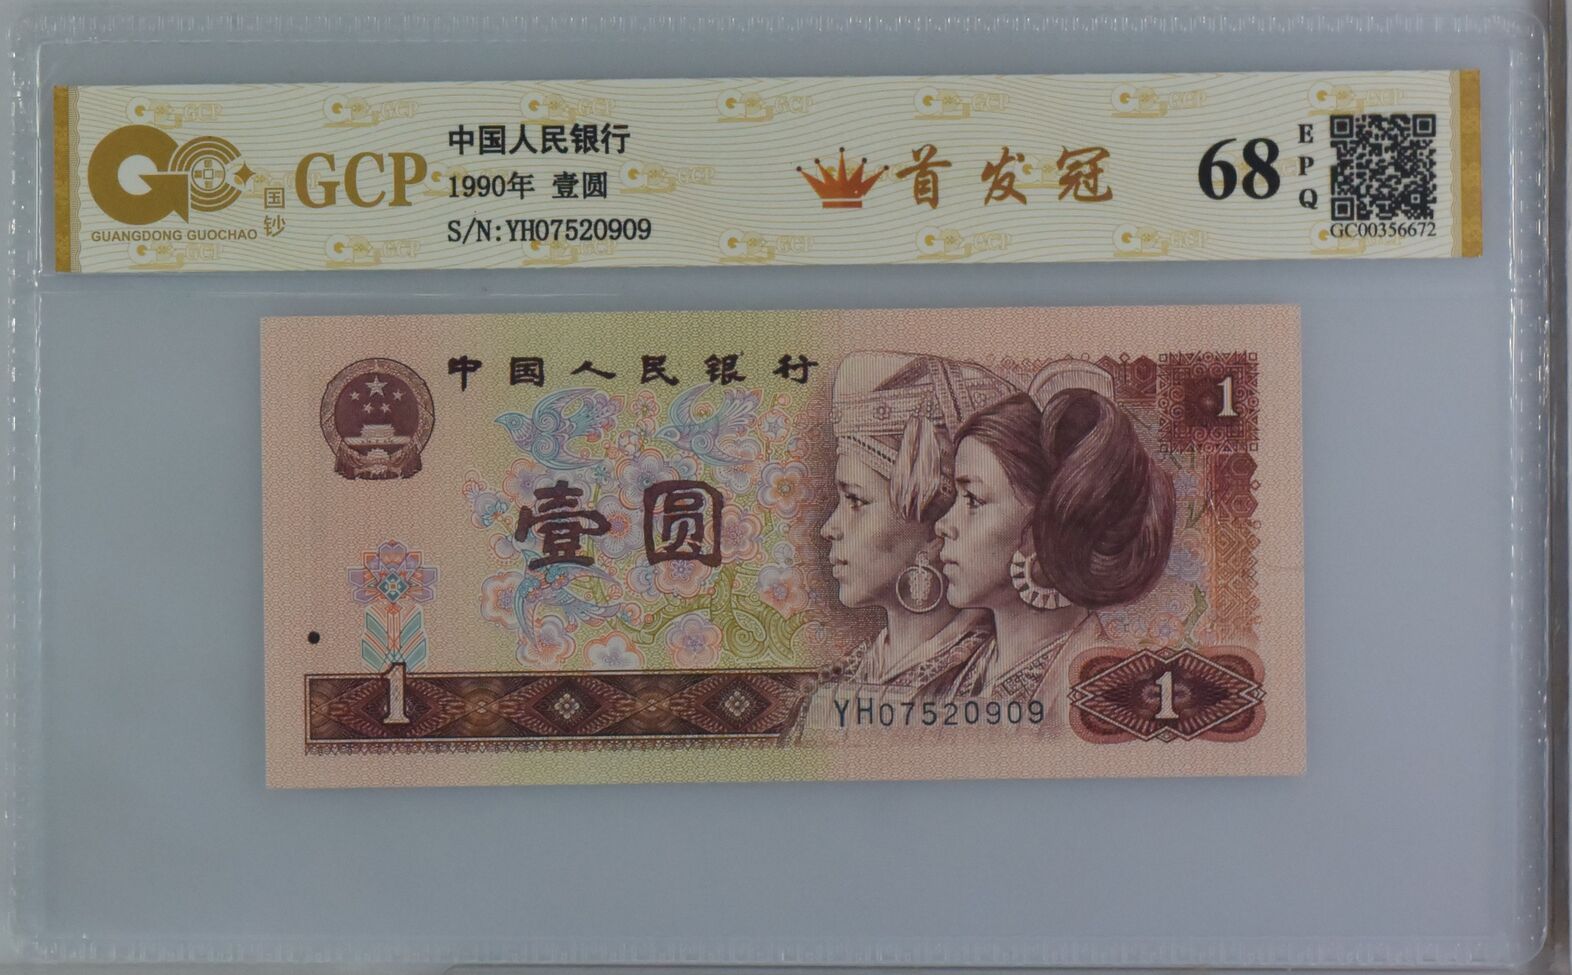 GCP
国钞
GUANGDONG GUOCHAO
中国人民银行
1990年 壹圆
S/N:YH07520909
首发冠
68
EPQ
GC00356672
中国人民银行
1
壹圆
1
YH07520909
1